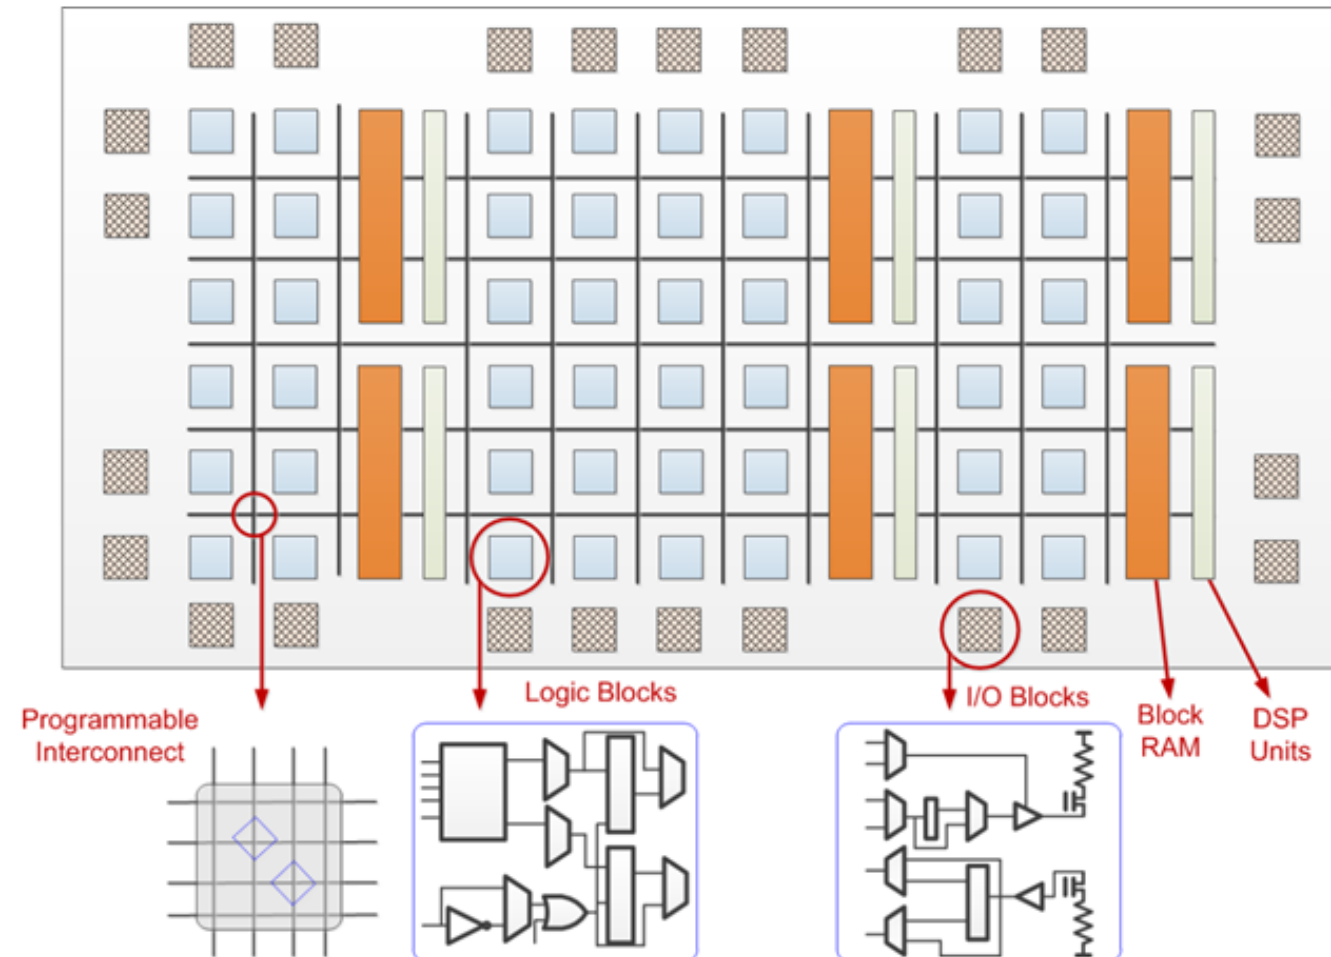 Programmable
Interconnect
Logic Blocks
I/O Blocks
Block
RAM
DSP
Units